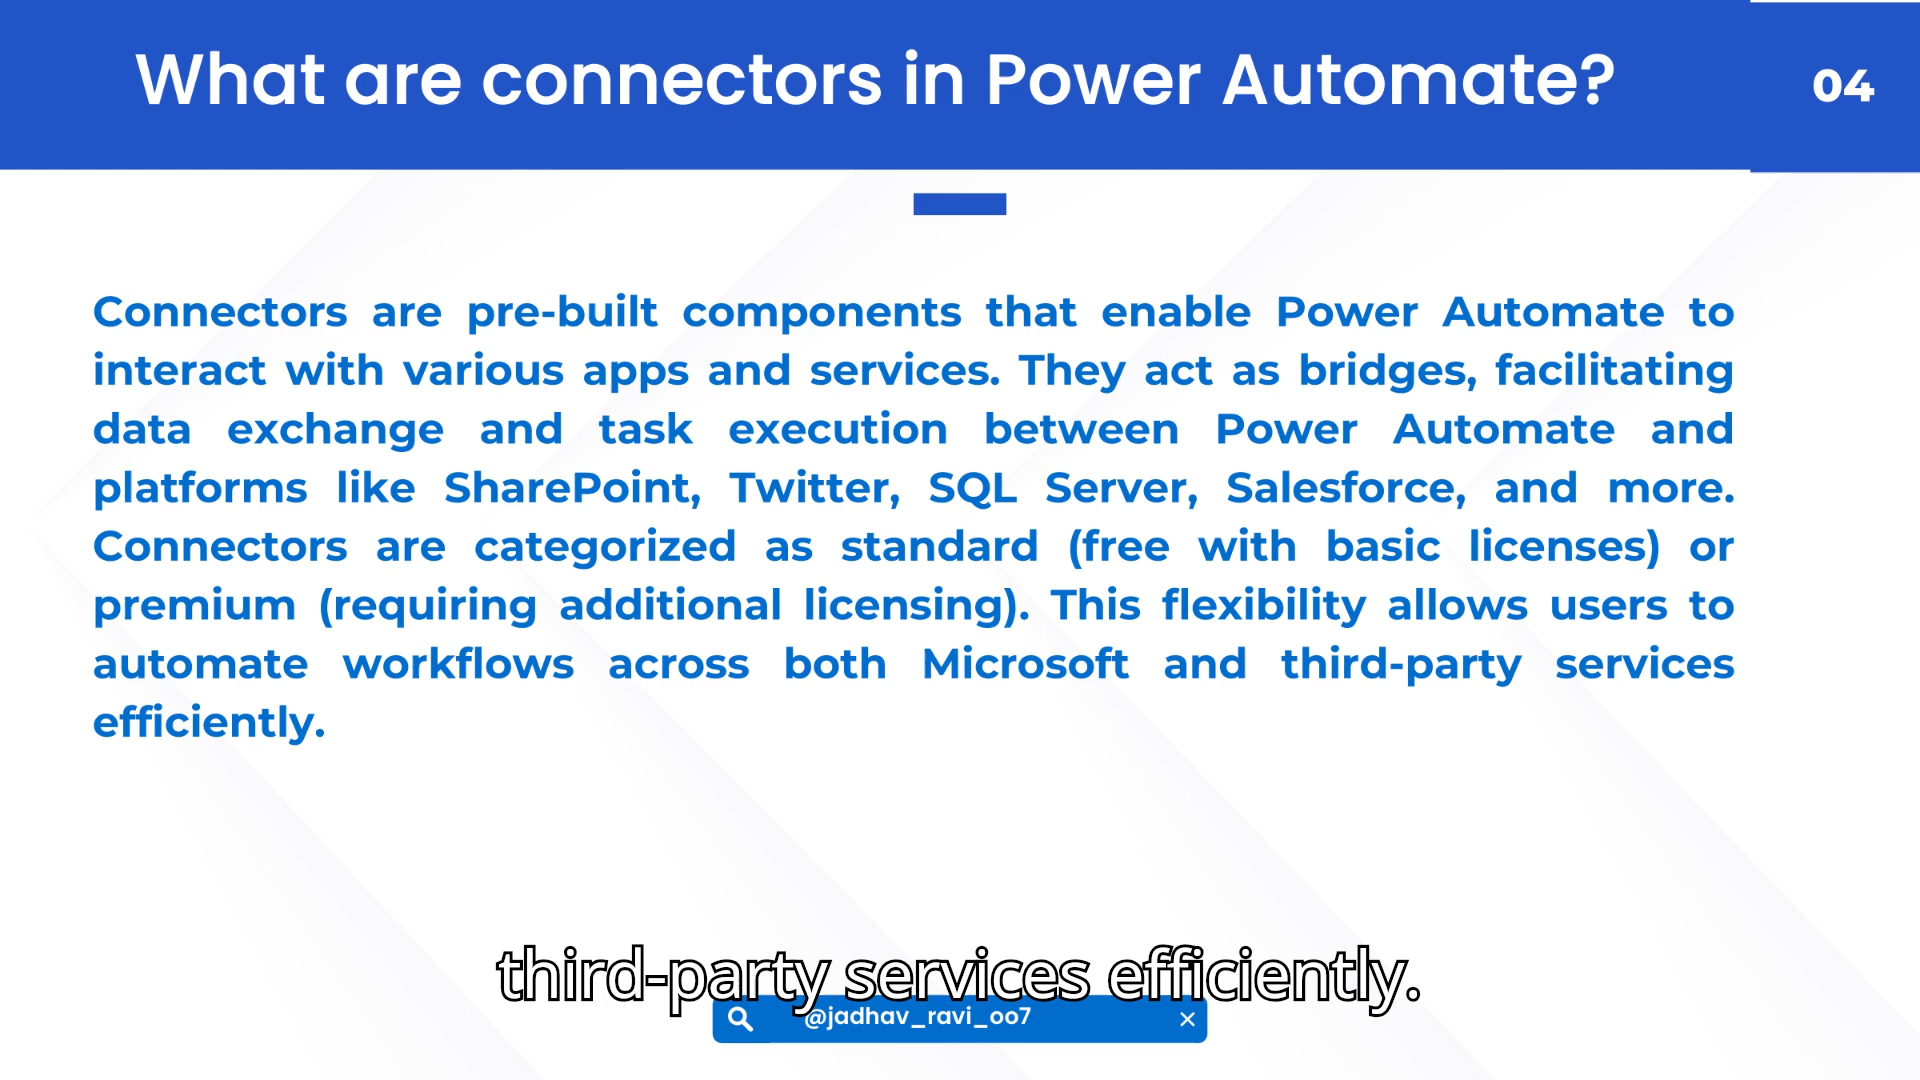 What are connectors in Power Automate?
04
Connectors are pre-built components that enable Power Automate to
interact with various apps and services. They act as bridges, facilitating
data exchange and task execution between Power Automate and
platforms like SharePoint, Twitter, SQL Server, Salesforce, and more.
Connectors are categorized as standard (free with basic licenses) or
premium (requiring additional licensing). This flexibility allows users to
automate workflows across both Microsoft and third-party services
efficiently.
third-party services efficiently.
@jadhav_ravi_oo7